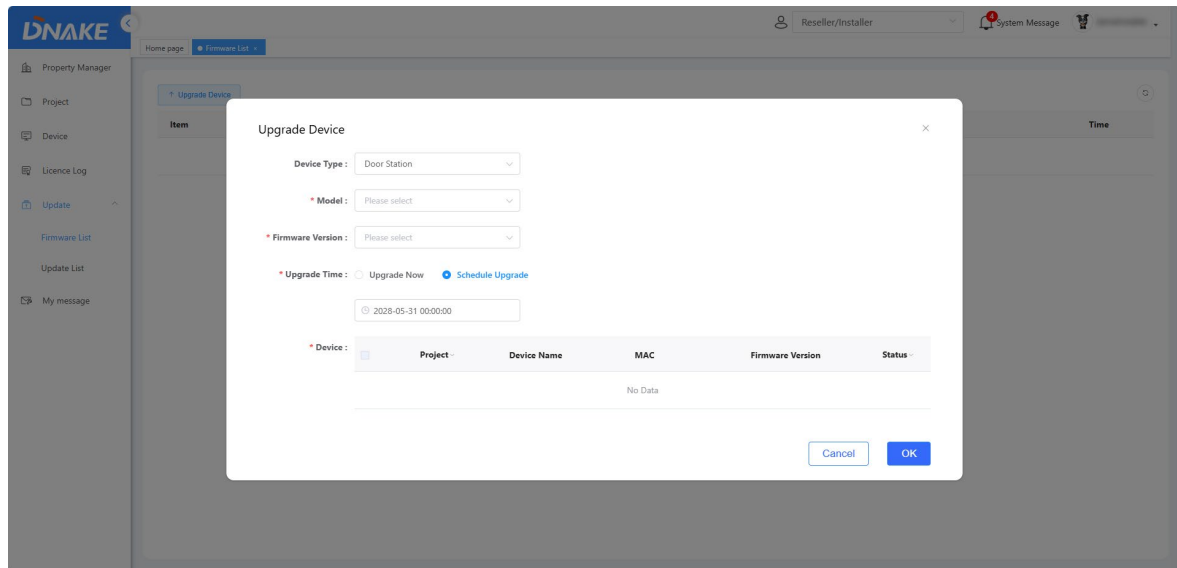 DNAKE
Reseller/Installer
4
System Message
Home page
Firmware List ×
Property Manager
Project
Device
Licence Log
Update
Firmware List
Update List
My message
↑ Upgrade Device
Item
Time
Upgrade Device
Device Type :
Door Station
* Model :
Please select
* Firmware Version :
Please select
* Upgrade Time :
Upgrade Now
Schedule Upgrade
2028-05-31 00:00:00
* Device :
Project
Device Name
MAC
Firmware Version
Status
No Data
Cancel
OK